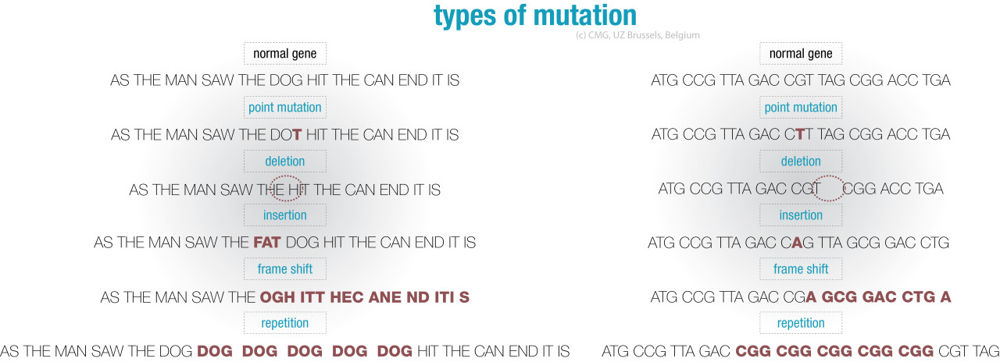 types of mutation
(c) CMG, UZ Brussels, Belgium
normal gene
AS THE MAN SAW THE DOG HIT THE CAN END IT IS
point mutation
AS THE MAN SAW THE DOT HIT THE CAN END IT IS
deletion
AS THE MAN SAW THE HIT THE CAN END IT IS
insertion
AS THE MAN SAW THE FAT DOG HIT THE CAN END IT IS
frame shift
AS THE MAN SAW THE OGH ITT HEC ANE ND ITI S
repetition
AS THE MAN SAW THE DOG DOG DOG DOG DOG DOG HIT THE CAN END IT IS
normal gene
ATG CCG TTA GAC CGT TAG CGG ACC TGA
point mutation
ATG CCG TTA GAC CTT TAG CGG ACC TGA
deletion
ATG CCG TTA GAC CGT CGG ACC TGA
insertion
ATG CCG TTA GAC CAG TTA GCG GAC CTG
frame shift
ATG CCG TTA GAC CGA GCG GAC CTG A
repetition
ATG CCG TTA GAC CGG CGG CGG CGG CGG CGT TAG